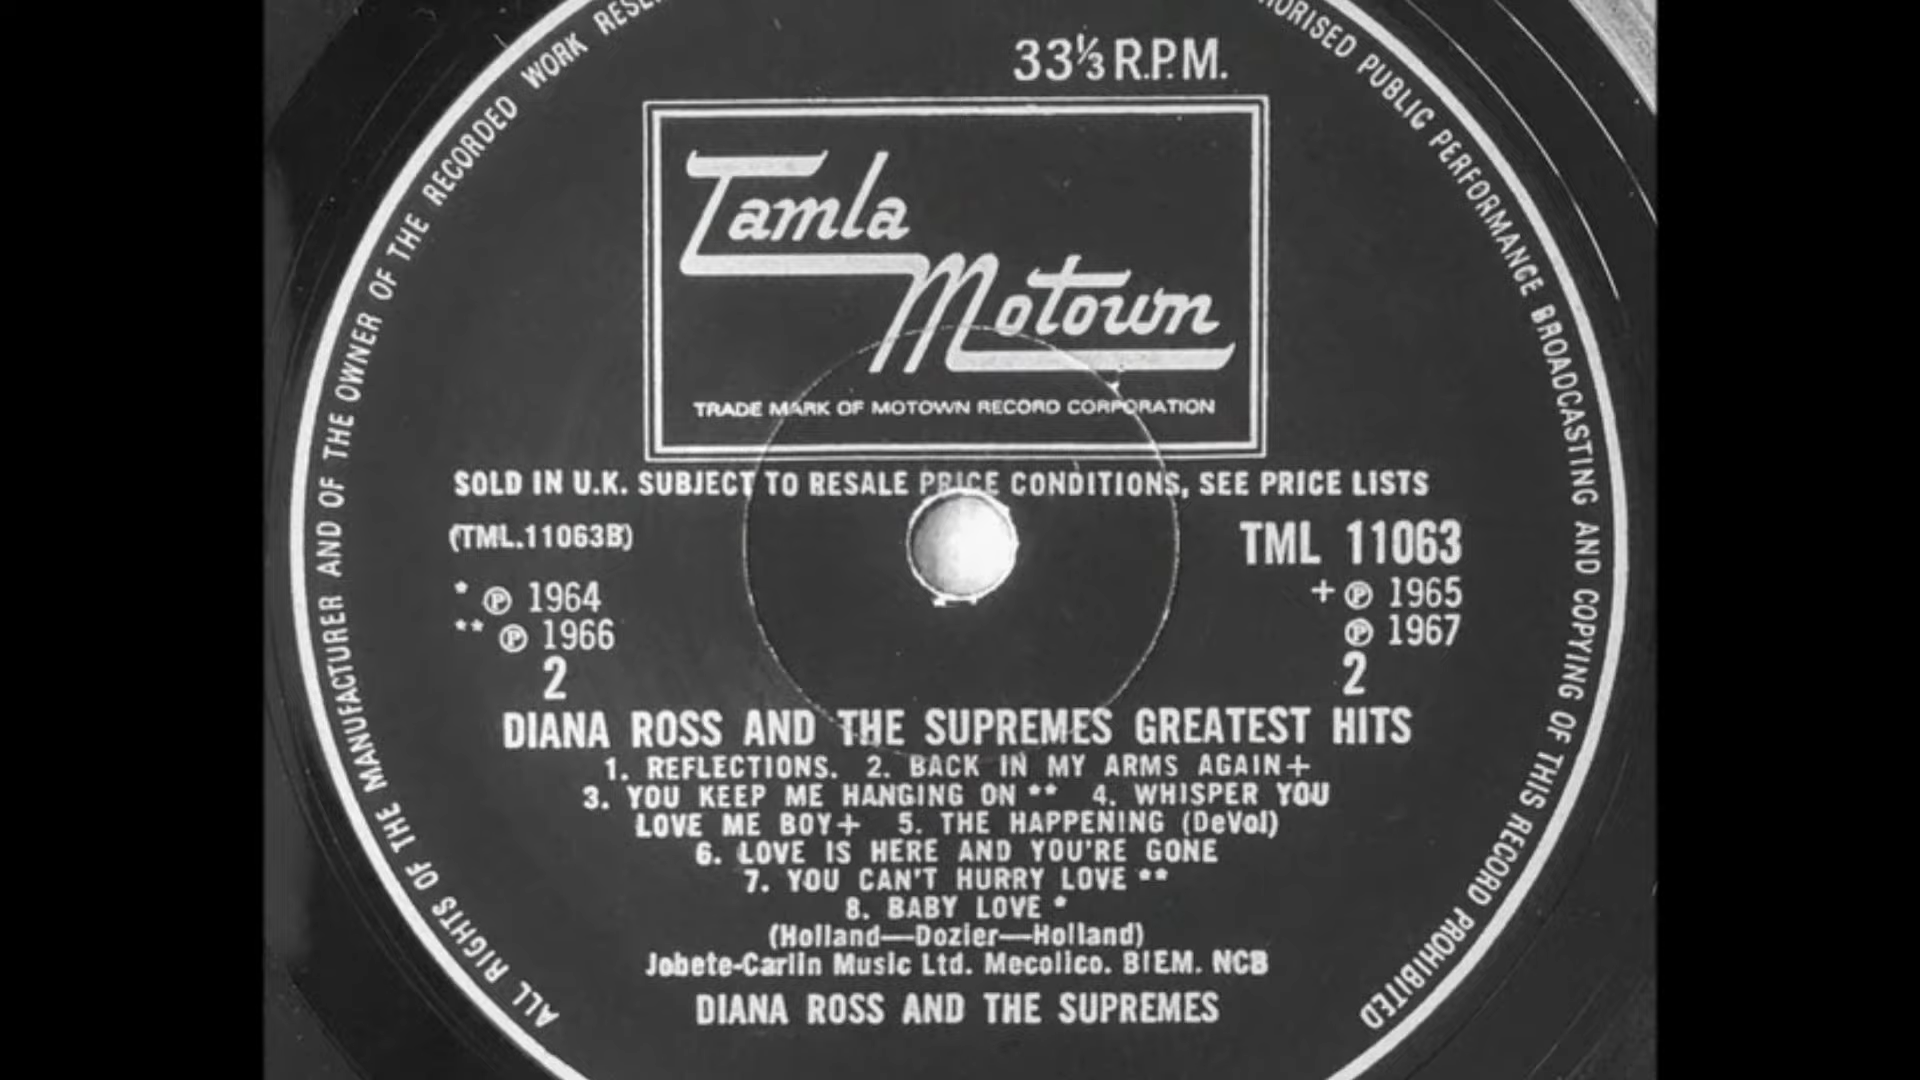 33⅓ R.P.M.
Tamla
Motown
TRADE MARK OF MOTOWN RECORD CORPORATION
SOLD IN U.K. SUBJECT TO RESALE PRICE CONDITIONS, SEE PRICE LISTS
(TML.11063B)
TML 11063
* ℗ 1964
+ ℗ 1965
** ℗ 1966
℗ 1967
2
2
DIANA ROSS AND THE SUPREMES GREATEST HITS
1. REFLECTIONS. 2. BACK IN MY ARMS AGAIN+
3. YOU KEEP ME HANGING ON ** 4. WHISPER YOU
LOVE ME BOY+ 5. THE HAPPENING (DeVol)
6. LOVE IS HERE AND YOU'RE GONE
7. YOU CAN'T HURRY LOVE **
8. BABY LOVE *
(Holland—Dozier—Holland)
Jobete-Carlin Music Ltd. Mecolico. BIEM. NCB
DIANA ROSS AND THE SUPREMES
ALL RIGHTS OF THE MANUFACTURER AND OF THE OWNER OF THE RECORDED WORK
PUBLIC PERFORMANCE BROADCASTING AND COPYING OF THIS RECORD PROHIBITED